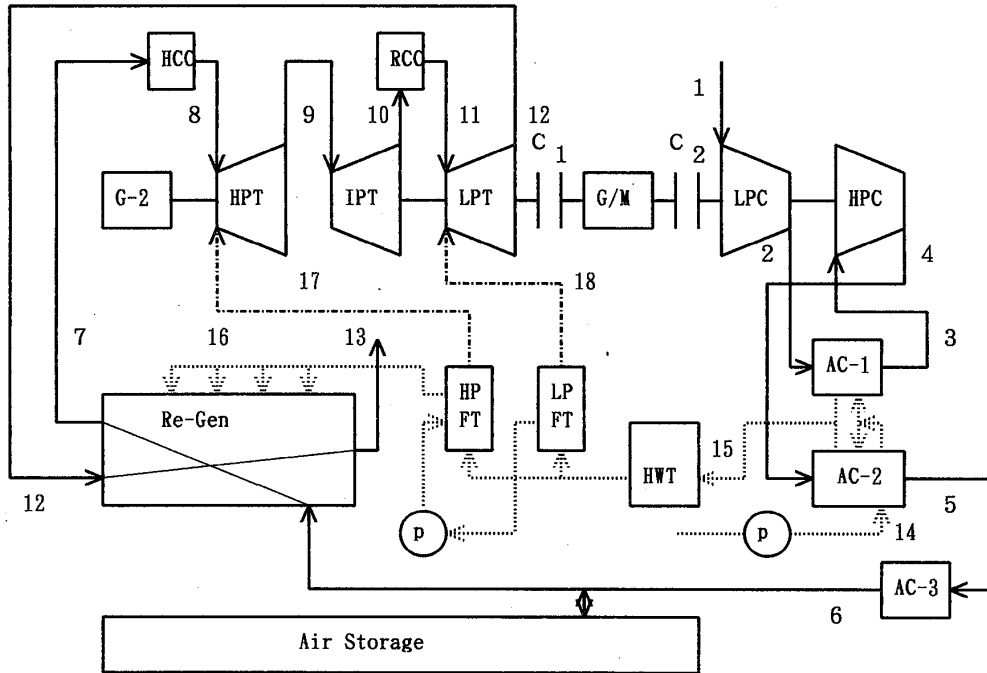 HCC
RCC
1
8
9
10
11
12
C
1
C
2
G-2
HPT
IPT
LPT
G/M
LPC
HPC
2
4
17
18
7
16
13
3
HP
FT
LP
FT
AC-1
Re-Gen
15
HWT
AC-2
12
5
p
p
14
AC-3
6
Air Storage